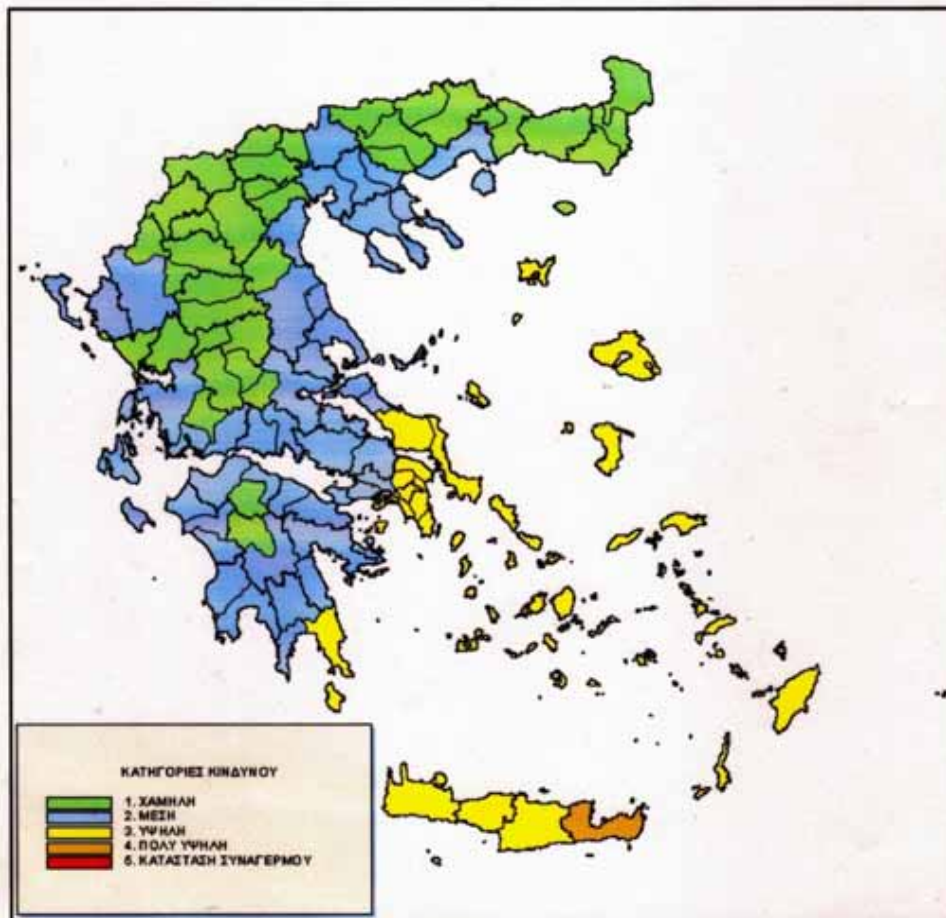 ΚΑΤΗΓΟΡΙΕΣ ΚΙΝΔΥΝΟΥ
1. ΧΑΜΗΛΗ
2. ΜΕΣΗ
3. ΥΨΗΛΗ
4. ΠΟΛΥ ΥΨΗΛΗ
5. ΚΑΤΑΣΤΑΣΗ ΣΥΝΑΓΕΡΜΟΥ